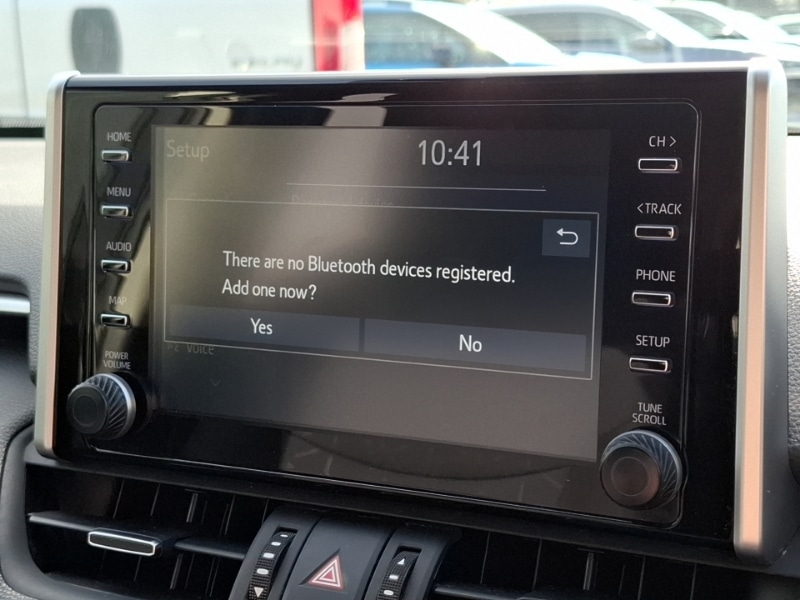 HOME
MENU
AUDIO
MAP
POWER
VOLUME
Setup
10:41
There are no Bluetooth devices registered.
Add one now?
Yes
No
Voice
CH >
< TRACK
PHONE
SETUP
TUNE
SCROLL